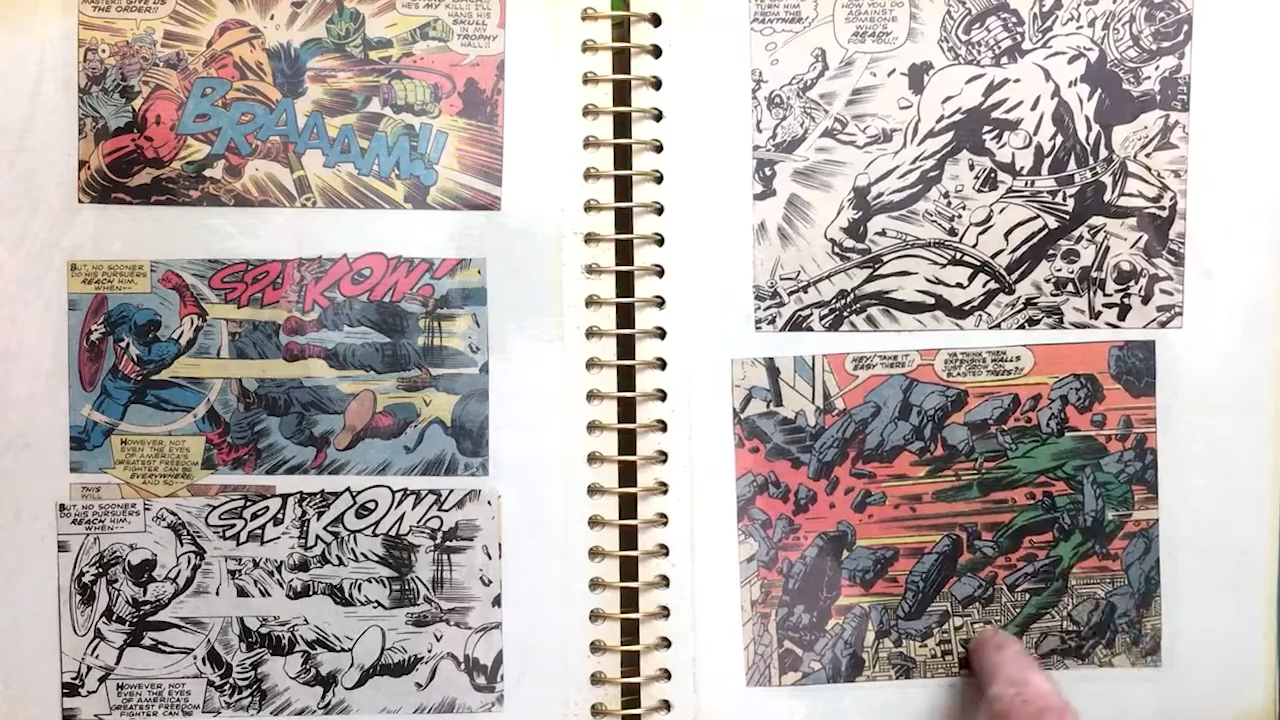 MASTER!! GIVE US
THE ORDER!!
HE'S MY KILL!! I'LL
HANG HIS
SKULL
IN MY
TROPHY
HALL!!
BRAAAAM!!
BUT, NO SOONER
DO HIS PURSUERS
REACH HIM,
WHEN--
KOW!
HOWEVER, NOT
EVEN THE EYES
OF AMERICA'S
GREATEST FREEDOM
FIGHTER CAN BE
EVERYWHERE,
AND SO--
THIS
WILL
BUT, NO SOONER
DO HIS PURSUERS
REACH HIM,
WHEN--
KOW!
HOWEVER, NOT
EVEN THE EYES
OF AMERICA'S
GREATEST FREEDOM
FIGHTER CAN BE
TURN HIM
FROM THE
PANTHER!
HOW YOU DO
AGAINST
SOMEONE
WHO'S
READY
FOR YOU!!
HEY! TAKE IT
EASY THERE!!
YA THINK THEM
EXPENSIVE WALLS
JUST GROW ON
BLASTED TREES?!!